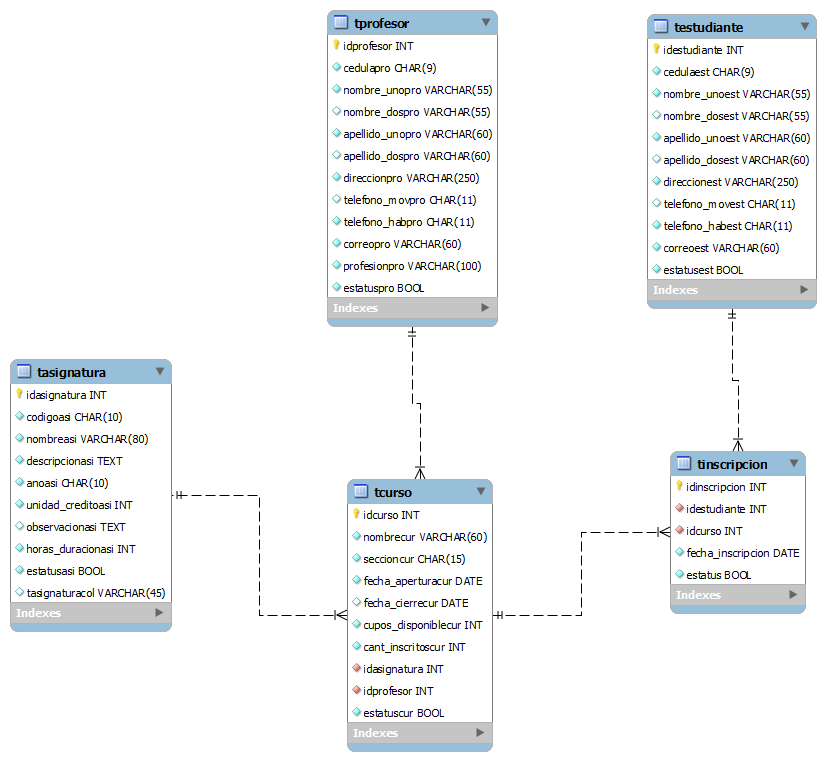 tprofesor
idprofesor INT
cedulapro CHAR(9)
nombre_unopro VARCHAR(55)
nombre_dospro VARCHAR(55)
apellido_unopro VARCHAR(60)
apellido_dospro VARCHAR(60)
direccionpro VARCHAR(250)
telefono_movpro CHAR(11)
telefono_habpro CHAR(11)
correopro VARCHAR(60)
profesionpro VARCHAR(100)
estatuspro BOOL
Indexes
testudiante
idestudiante INT
cedulaest CHAR(9)
nombre_unoest VARCHAR(55)
nombre_dosest VARCHAR(55)
apellido_unoest VARCHAR(60)
apellido_dosest VARCHAR(60)
direccionest VARCHAR(250)
telefono_movest CHAR(11)
telefono_habest CHAR(11)
correoest VARCHAR(60)
estatusest BOOL
Indexes
tasignatura
idasignatura INT
codigoasi CHAR(10)
nombreasi VARCHAR(80)
descripcionasi TEXT
anoasi CHAR(10)
unidad_creditoasi INT
observacionasi TEXT
horas_duracionasi INT
estatusasi BOOL
tasignaturacol VARCHAR(45)
Indexes
tcurso
idcurso INT
nombrecur VARCHAR(60)
seccioncur CHAR(15)
fecha_aperturacur DATE
fecha_cierrecur DATE
cupos_disponiblecur INT
cant_inscritoscur INT
idasignatura INT
idprofesor INT
estatuscur BOOL
Indexes
tinscripcion
idinscripcion INT
idestudiante INT
idcurso INT
fecha_inscripcion DATE
estatus BOOL
Indexes